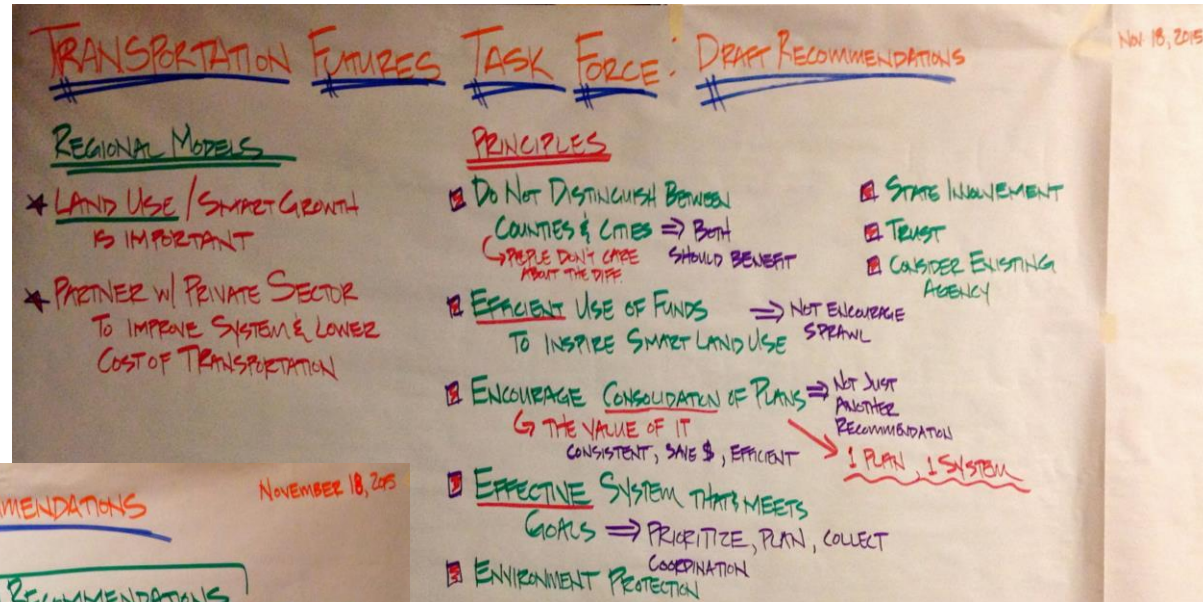 TRANSPORTATION FUTURES TASK FORCE: DRAFT RECOMMENDATIONS
Nov 18, 2015
REGIONAL MODELS
LAND USE / SMART GROWTH
IS IMPORTANT
PARTNER W/ PRIVATE SECTOR
TO IMPROVE SYSTEM & LOWER
COST OF TRANSPORTATION
PRINCIPLES
DO NOT DISTINGUISH BETWEEN
COUNTIES & CITIES ⇒ BOTH
SHOULD BENEFIT
PEOPLE DON'T CARE
ABOUT THE DIFF.
EFFICIENT USE OF FUNDS ⇒ NOT ENCOURAGE
SPRAWL
TO INSPIRE SMART LAND USE
ENCOURAGE CONSOLIDATION OF PLANS ⇒ NOT JUST
ANOTHER
RECOMMENDATION
THE VALUE OF IT
CONSISTENT, SAVE $, EFFICIENT
1 PLAN, 1 SYSTEM
EFFECTIVE SYSTEM THAT'S MEETS
GOALS ⇒ PRIORITIZE, PLAN, COLLECT
COORDINATION
ENVIRONMENT PROTECTION
STATE INVOLVEMENT
TRUST
CONSIDER EXISTING
AGENCY
MMENDATIONS
NOVEMBER 18, 2015
RECOMMENDATIONS